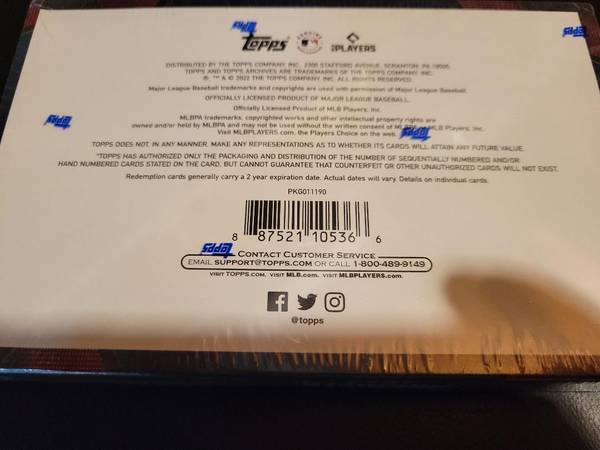 Topps
Topps GENUINE MLBPLAYERS
Topps
DISTRIBUTED BY THE TOPPS COMPANY, INC., 2300 STAFFORD AVENUE, SCRANTON, PA 18505.
TOPPS AND TOPPS ARCHIVES ARE TRADEMARKS OF THE TOPPS COMPANY, INC.
®, ™ & © 2022 THE TOPPS COMPANY, INC. ALL RIGHTS RESERVED.
Major League Baseball trademarks and copyrights are used with permission of Major League Baseball.
OFFICIALLY LICENSED PRODUCT OF MAJOR LEAGUE BASEBALL.
Officially Licensed Product of MLB Players, Inc.
MLBPA trademarks, copyrighted works and other intellectual property rights are
owned and/or held by MLBPA and may not be used without the written consent of MLBPA MLB Players, Inc.
Visit MLBPLAYERS.com, the Players Choice on the web.
Topps
Topps
TOPPS DOES NOT, IN ANY MANNER, MAKE ANY REPRESENTATIONS AS TO WHETHER ITS CARDS WILL ATTAIN ANY FUTURE VALUE.
*TOPPS HAS AUTHORIZED ONLY THE PACKAGING AND DISTRIBUTION OF THE NUMBER OF SEQUENTIALLY NUMBERED AND/OR
HAND NUMBERED CARDS STATED ON THE CARD. BUT CANNOT GUARANTEE THAT COUNTERFEIT OR OTHER UNAUTHORIZED CARDS WILL NOT EXIST.
Redemption cards generally carry a 2 year expiration date. Actual dates will vary. Details on individual cards.
PKG011190
8 87521 10536 6
Topps
CONTACT CUSTOMER SERVICE
EMAIL SUPPORT@TOPPS.COM OR CALL 1-800-489-9149
VISIT TOPPS.COM. VISIT MLB.com. VISIT MLBPLAYERS.com.
@topps